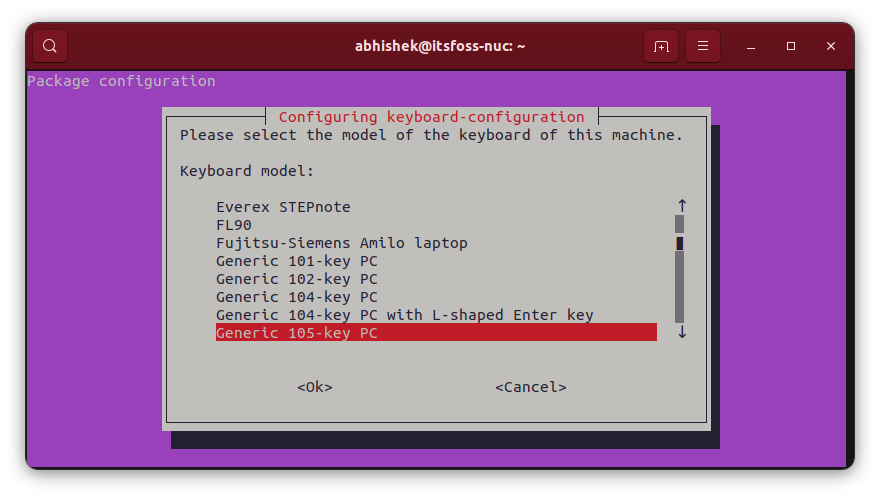 abhishek@itsfoss-nuc: ~
Package configuration
Configuring keyboard-configuration
Please select the model of the keyboard of this machine.
Keyboard model:
Everex STEPnote
FL90
Fujitsu-Siemens Amilo laptop
Generic 101-key PC
Generic 102-key PC
Generic 104-key PC
Generic 104-key PC with L-shaped Enter key
Generic 105-key PC
<Ok> <Cancel>